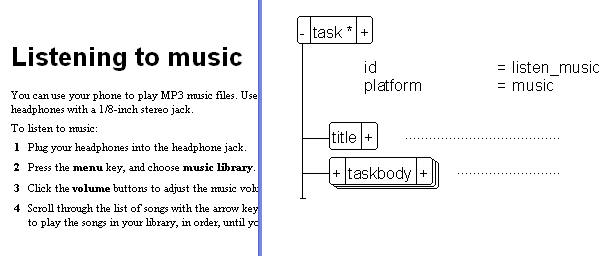 Listening to music
You can use your phone to play MP3 music files. Use
headphones with a 1/8-inch stereo jack.
To listen to music:
1 Plug your headphones into the headphone jack.
2 Press the menu key, and choose music library.
3 Click the volume buttons to adjust the music
4 Scroll through the list of songs with the arrow key
to play the songs in your library, in order, until
- task * +
id = listen_music
platform = music
title +
+ taskbody +